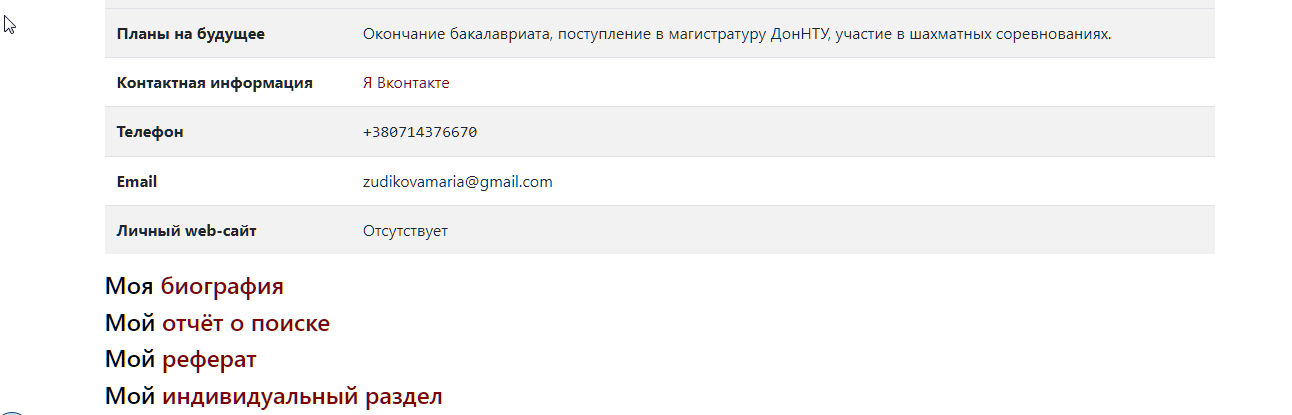 Планы на будущее Окончание бакалавриата, поступление в магистратуру ДонНТУ, участие в шахматных соревнованиях.
Контактная информация Я Вконтакте
Телефон +380714376670
Email zudikovamaria@gmail.com
Личный web-сайт Отсутствует
Моя биография
Мой отчёт о поиске
Мой реферат
Мой индивидуальный раздел